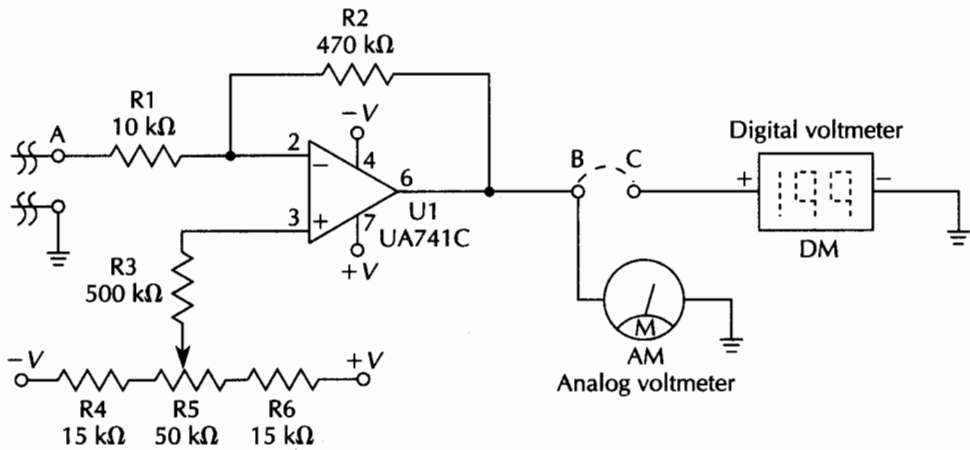 R2
470 kΩ
R1
10 kΩ
A
−V
2
−
4
6
3
+
7
U1
UA741C
+V
B
C
Digital voltmeter
+
199
−
DM
R3
500 kΩ
M
AM
Analog voltmeter
−V
+V
R4
15 kΩ
R5
50 kΩ
R6
15 kΩ